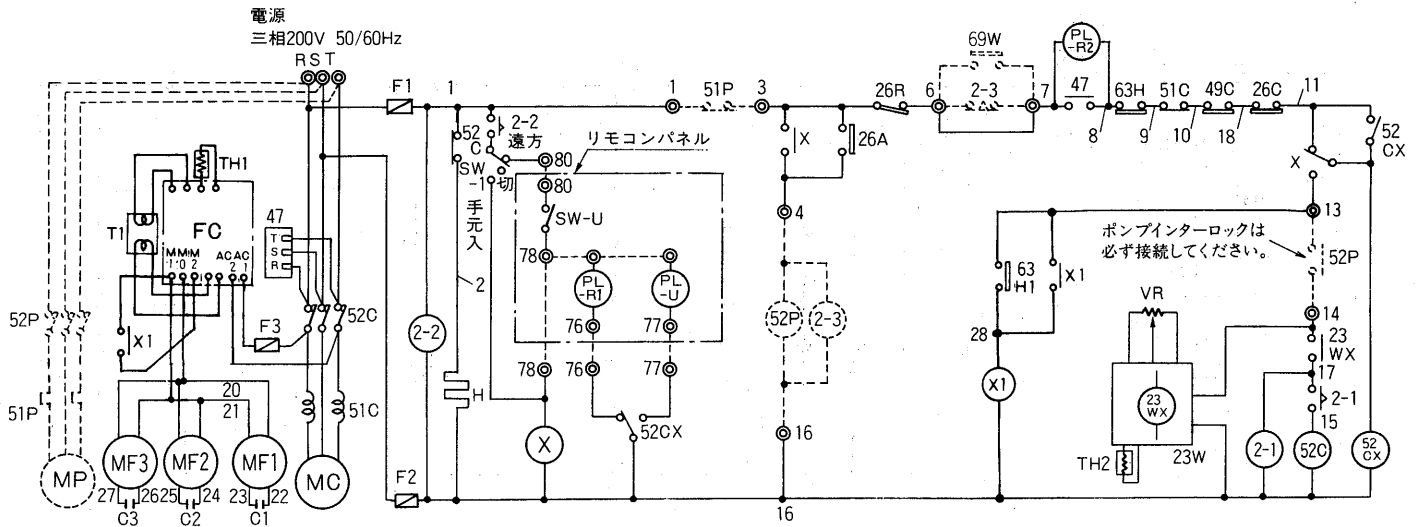 電源
三相200V 50/60Hz
R S T
F1
1
1
51P
3
26R
6
69W
2-3
7
PL
-R2
47
8
63H
9
51C
10
49C
18
26C
11
52
CX
52
C
2-2
遠方
SW
-1
切
手元入
リモコンパネル
80
80
SW-U
78
PL
-R1
PL
-U
76
77
78
76
77
52CX
X
26A
4
52P
2-3
16
16
X
13
ポンプインターロックは
必ず接続してください。
52P
63
H1
X1
28
X1
VR
14
23
WX
17
2-1
15
23
WX
23W
TH2
2-1
52C
52
CX
TH1
T1
FC
M
1
M
0
M
2
AC
2
AC
1
47
T
S
R
F3
52C
2-2
2
H
X
52P
X1
51P
20
21
51C
MP
MF3
MF2
MF1
MC
F2
27
26
25
24
23
22
C3
C2
C1